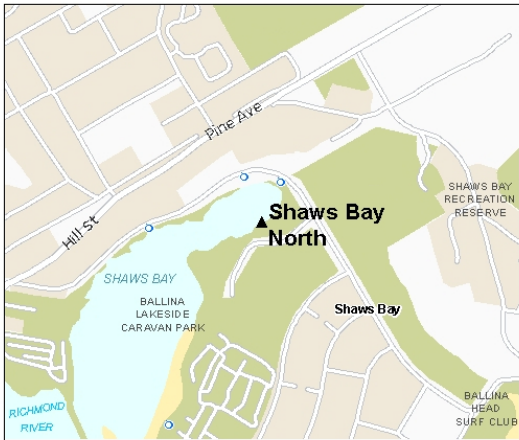 Pine Ave
SHAWS BAY
RECREATION
RESERVE
Shaws Bay
North
Hill St
SHAWS BAY
BALLINA
LAKESIDE
CARAVAN PARK
Shaws Bay
RICHMOND
RIVER
BALLINA
HEAD
SURF CLUB